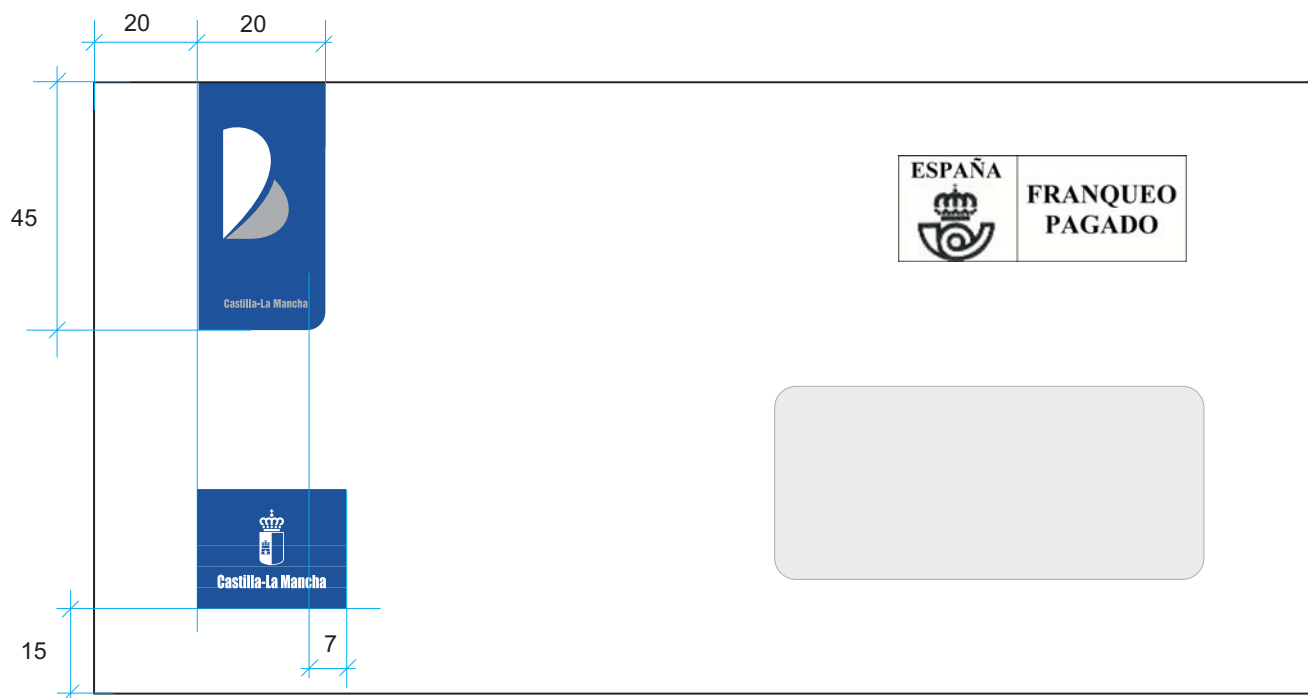 20
20
45
Castilla-La Mancha
ESPAÑA
FRANQUEO
PAGADO
Castilla-La Mancha
15
7